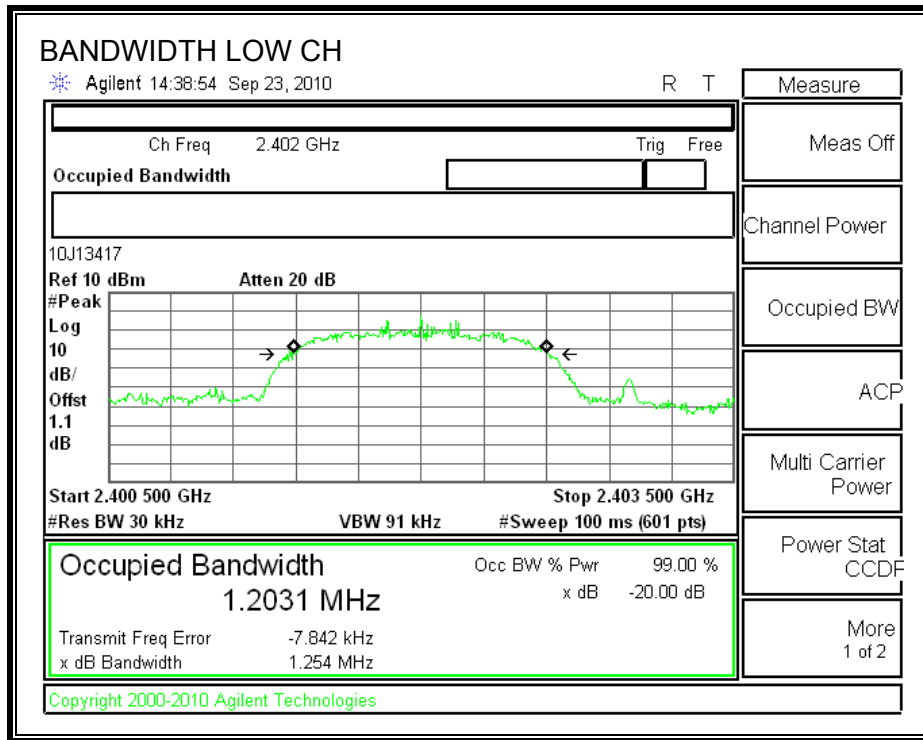 BANDWIDTH LOW CH
Agilent 14:38:54 Sep 23, 2010 R T
Measure
Ch Freq 2.402 GHz Trig Free
Meas Off
Occupied Bandwidth
Channel Power
10J13417
Ref 10 dBm Atten 20 dB
#Peak
Log
10
dB/
Offst
1.1
dB
Occupied BW
ACP
Multi Carrier
Power
Start 2.400 500 GHz Stop 2.403 500 GHz
#Res BW 30 kHz VBW 91 kHz #Sweep 100 ms (601 pts)
Power Stat
CCDF
Occupied Bandwidth Occ BW % Pwr 99.00 %
1.2031 MHz x dB -20.00 dB
Transmit Freq Error -7.842 kHz
x dB Bandwidth 1.254 MHz
More
1 of 2
Copyright 2000-2010 Agilent Technologies